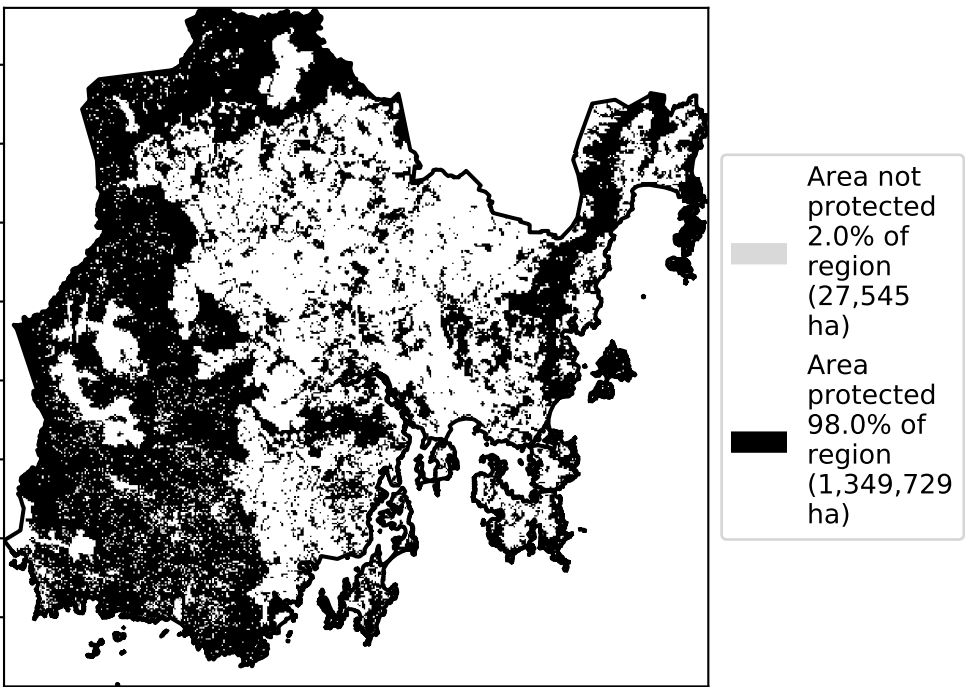 Area not
protected
2.0% of
region
(27,545
ha)
Area
protected
98.0% of
region
(1,349,729
ha)